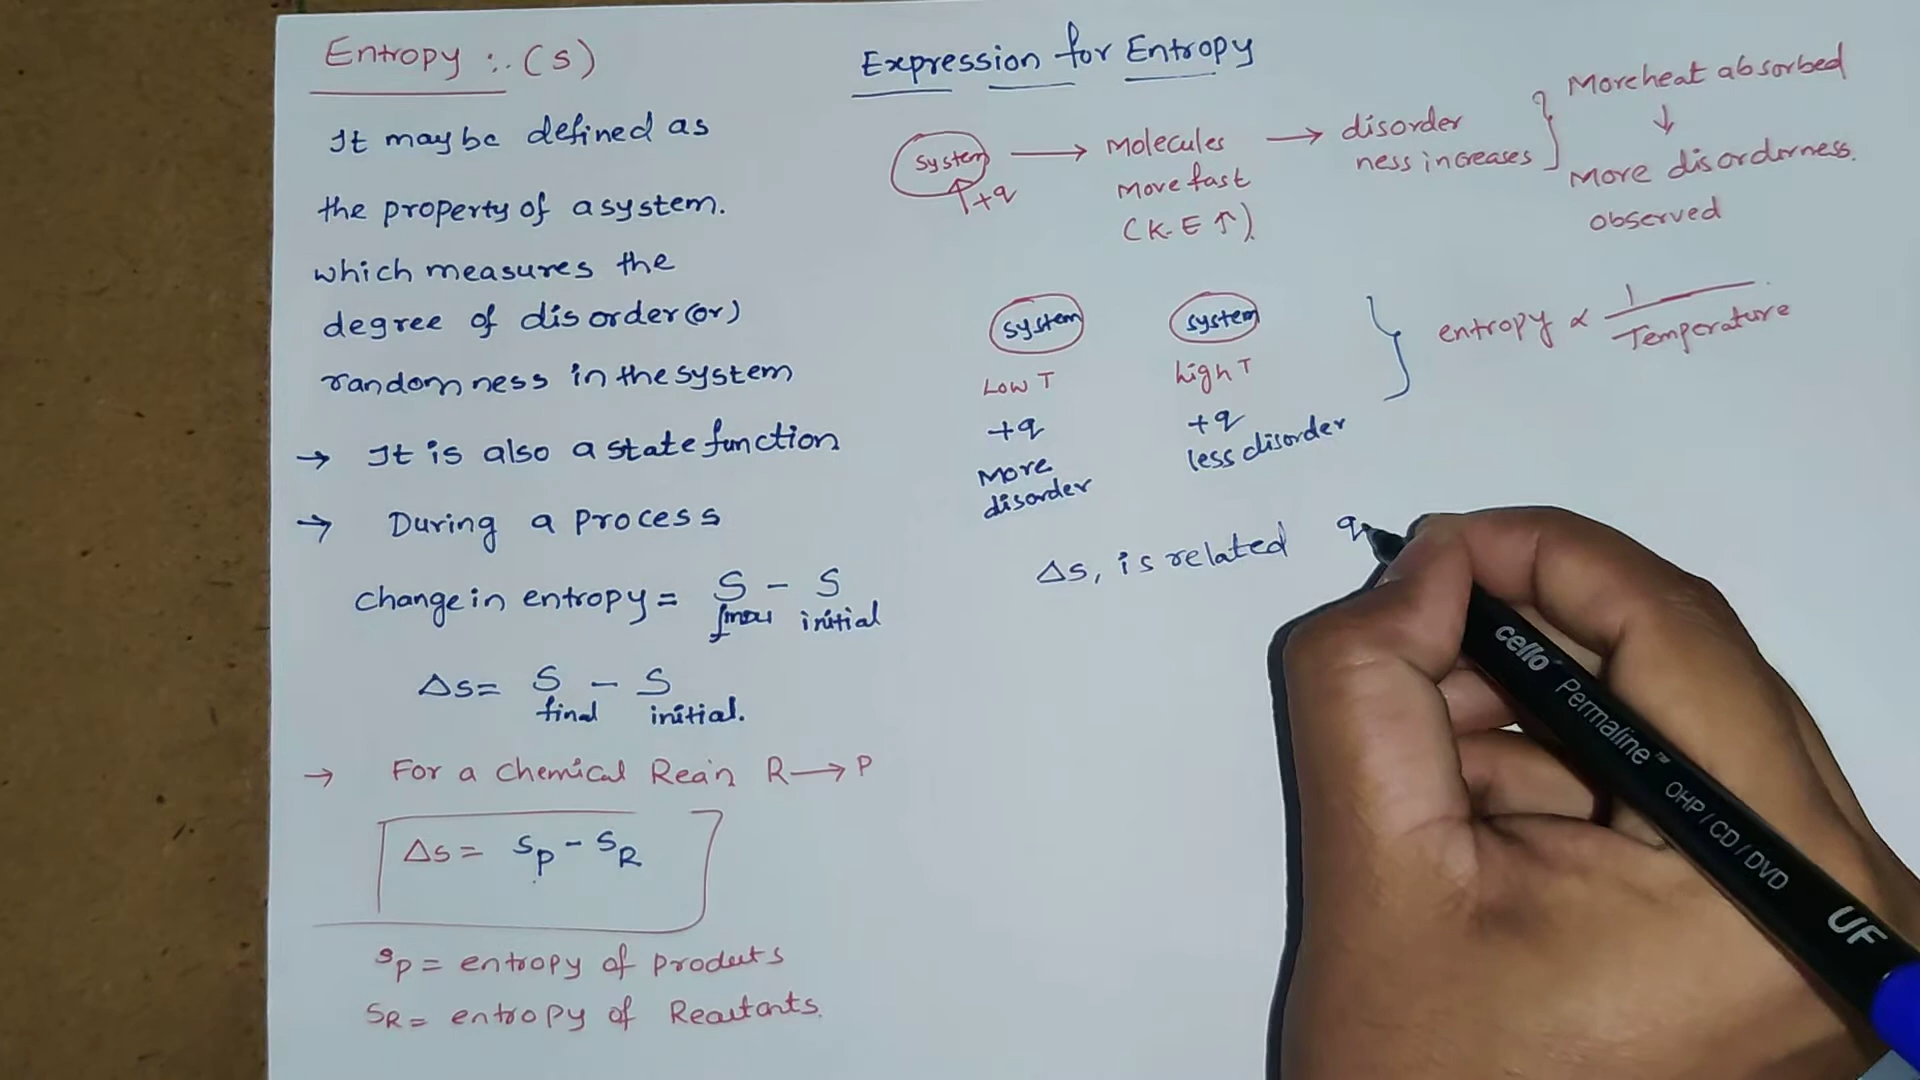 Entropy :. (s)
It may be defined as
the property of a system.
which measures the
degree of disorder (or)
randomness in the system
→ It is also a state function
→ During a process
change in entropy = S final - S initial
Δs = S final - S initial.
→ For a chemical Rea'n R → P
Δs = sp - sR
sp = entropy of produts
SR = entropy of Reactants.
Expression for Entropy
System → Molecules → disorder
+q move fast ness increases
(K.E ↑)
More heat absorbed
↓
More disorderness.
observed
system system
Low T high T
+q +q
More less disorder
disorder
entropy ∝ 1
Temperature
Δs, is related q
cello Permaline™ OHP / CD / DVD UF